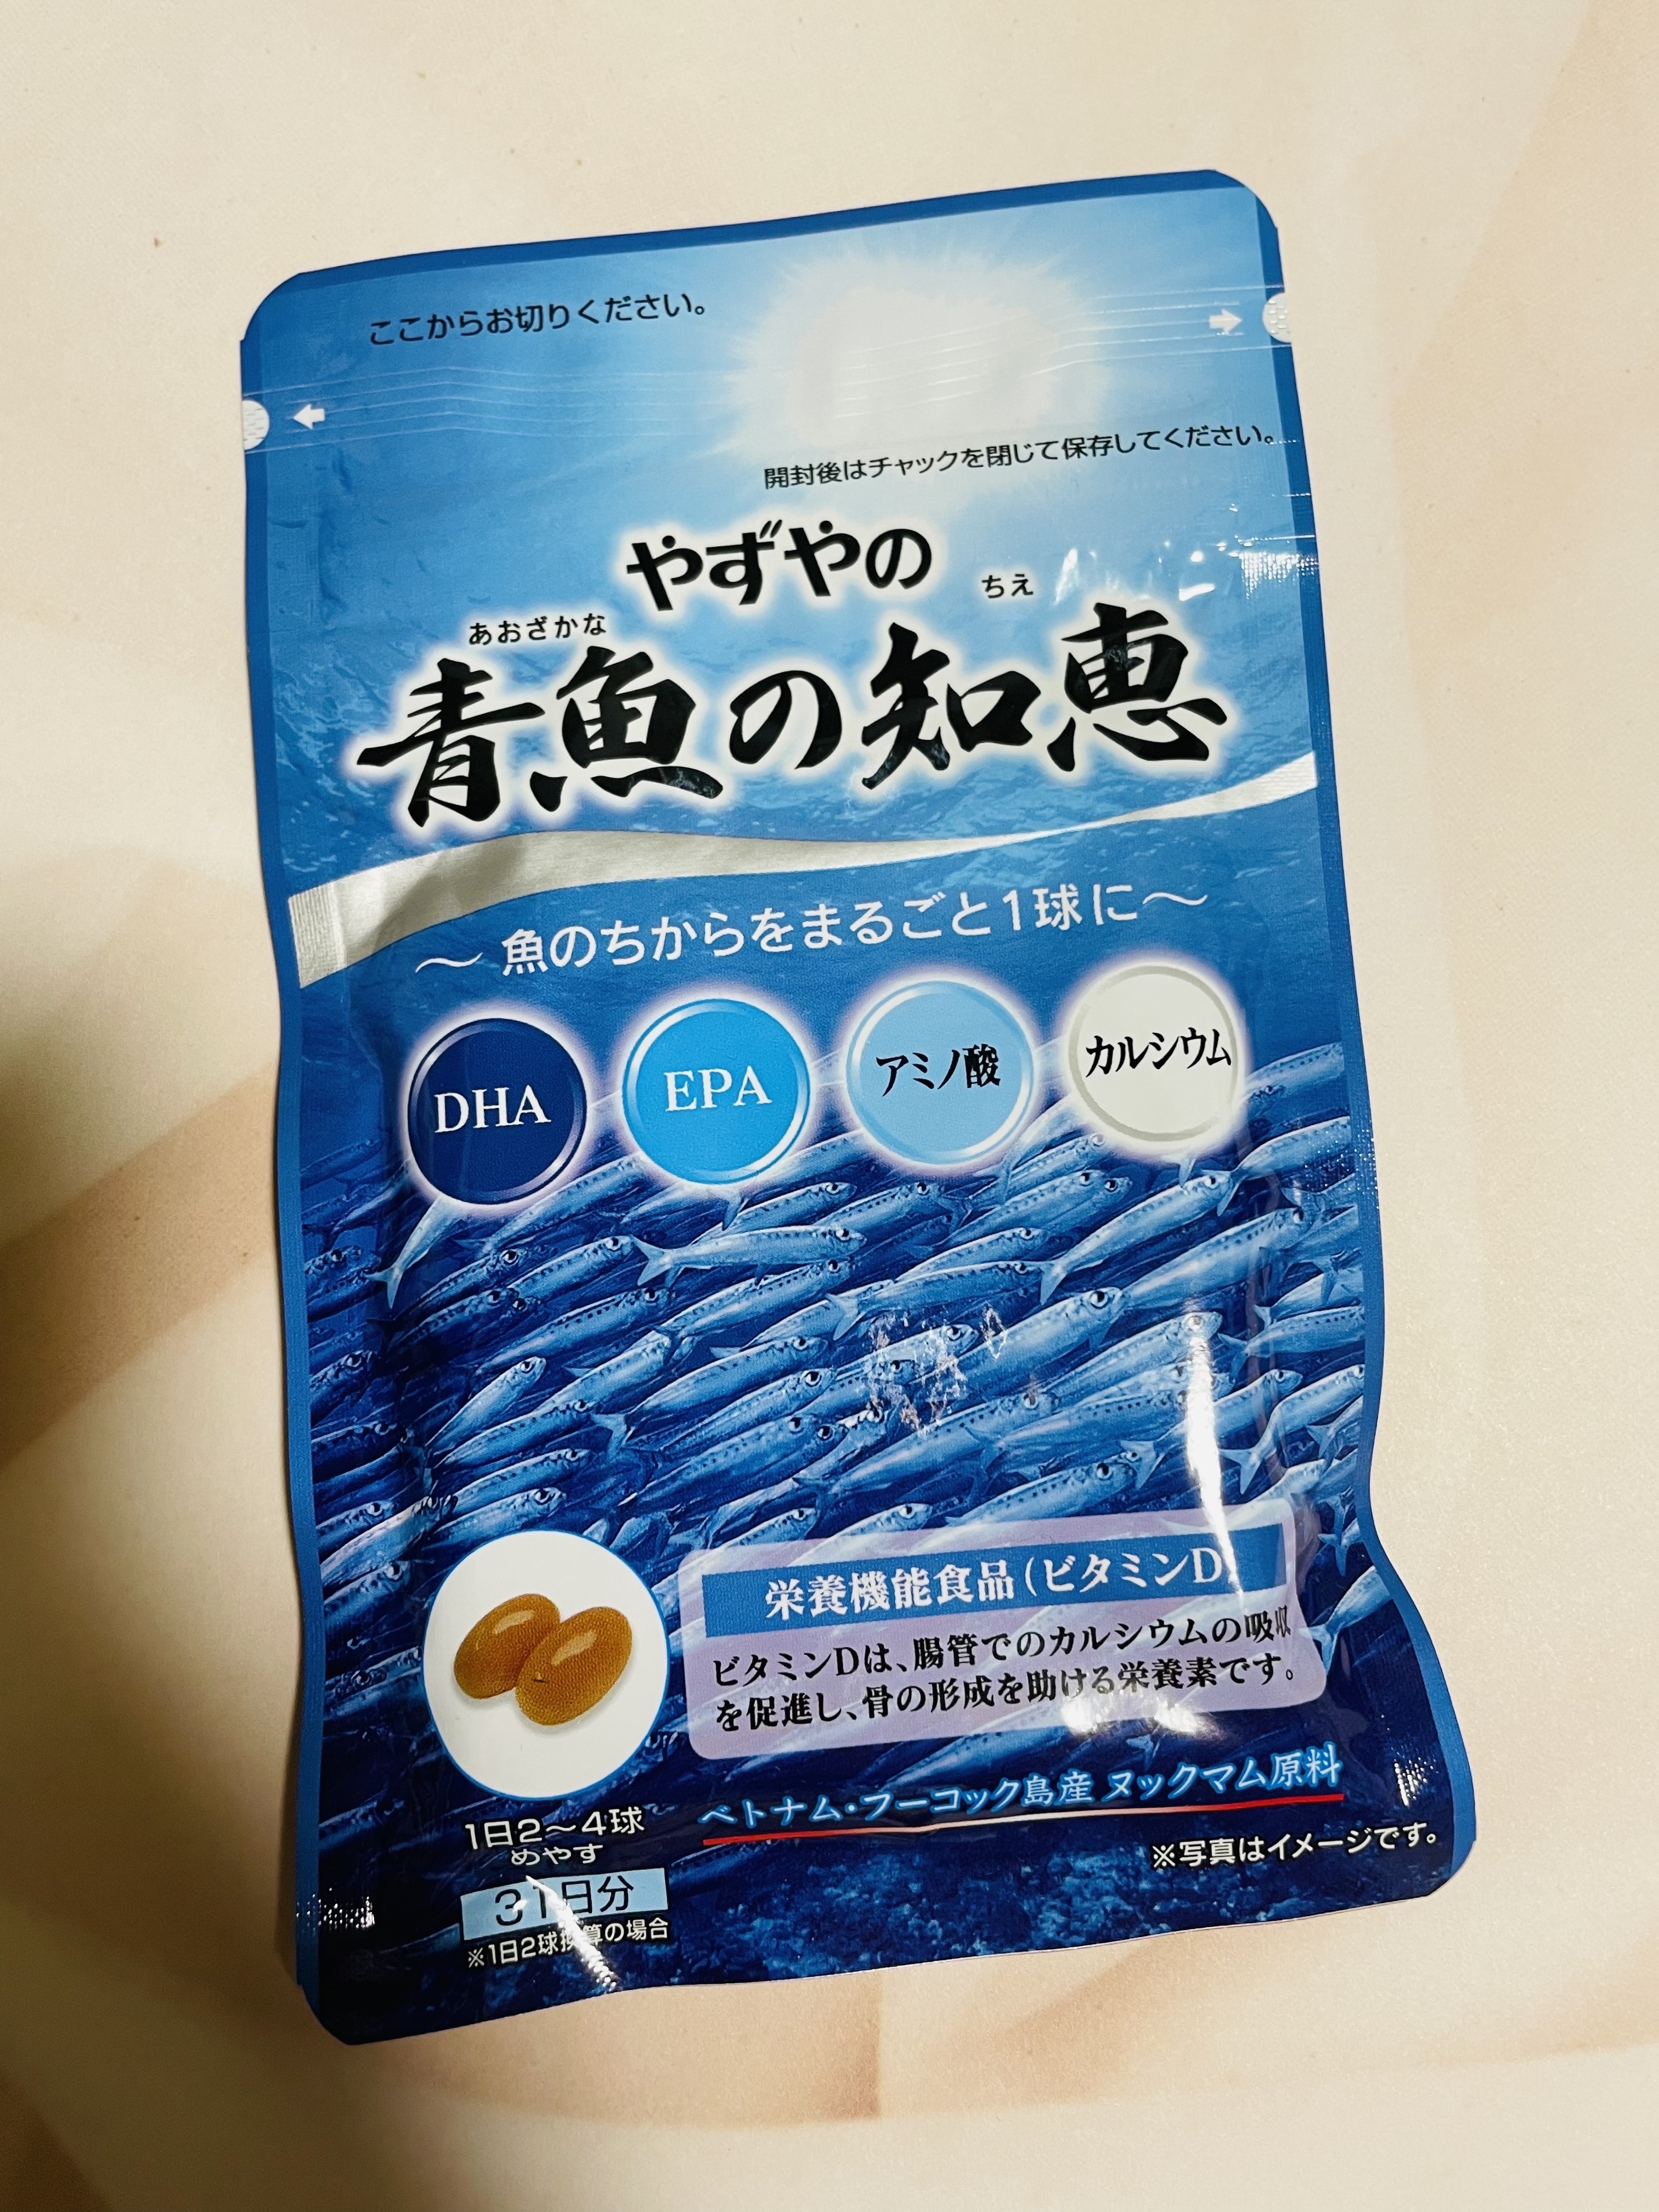 ここからお切りください。
開封後はチャックを閉じて保存してください。
やずやの
あおざかな ちえ
青魚の知恵
～ 魚のちからをまるごと1球に～
DHA EPA アミノ酸 カルシウム
栄養機能食品(ビタミンD)
ビタミンDは、腸管でのカルシウムの吸収
を促進し、骨の形成を助ける栄養素です。
ベトナム・フーコック島産 ヌックマム原料
※写真はイメージです。
1日2～4球
めやす
31日分
※1日2球換算の場合